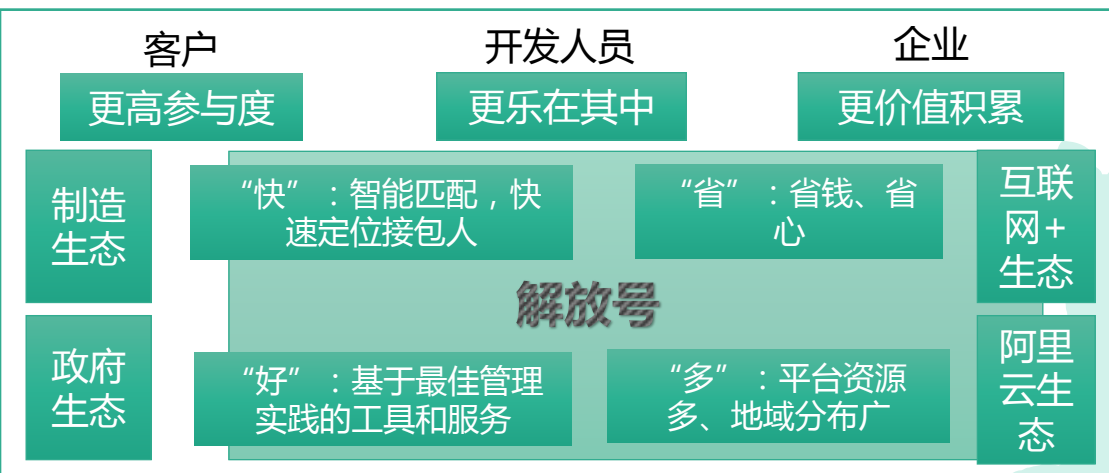 客户
开发人员
企业
更高参与度
更乐在其中
更价值积累
制造
生态
“快”：智能匹配，快
速定位接包人
“省”：省钱、省
心
互联
网+
生态
解放号
政府
生态
“好”：基于最佳管理
实践的工具和服务
“多”：平台资源
多、地域分布广
阿里
云生
态